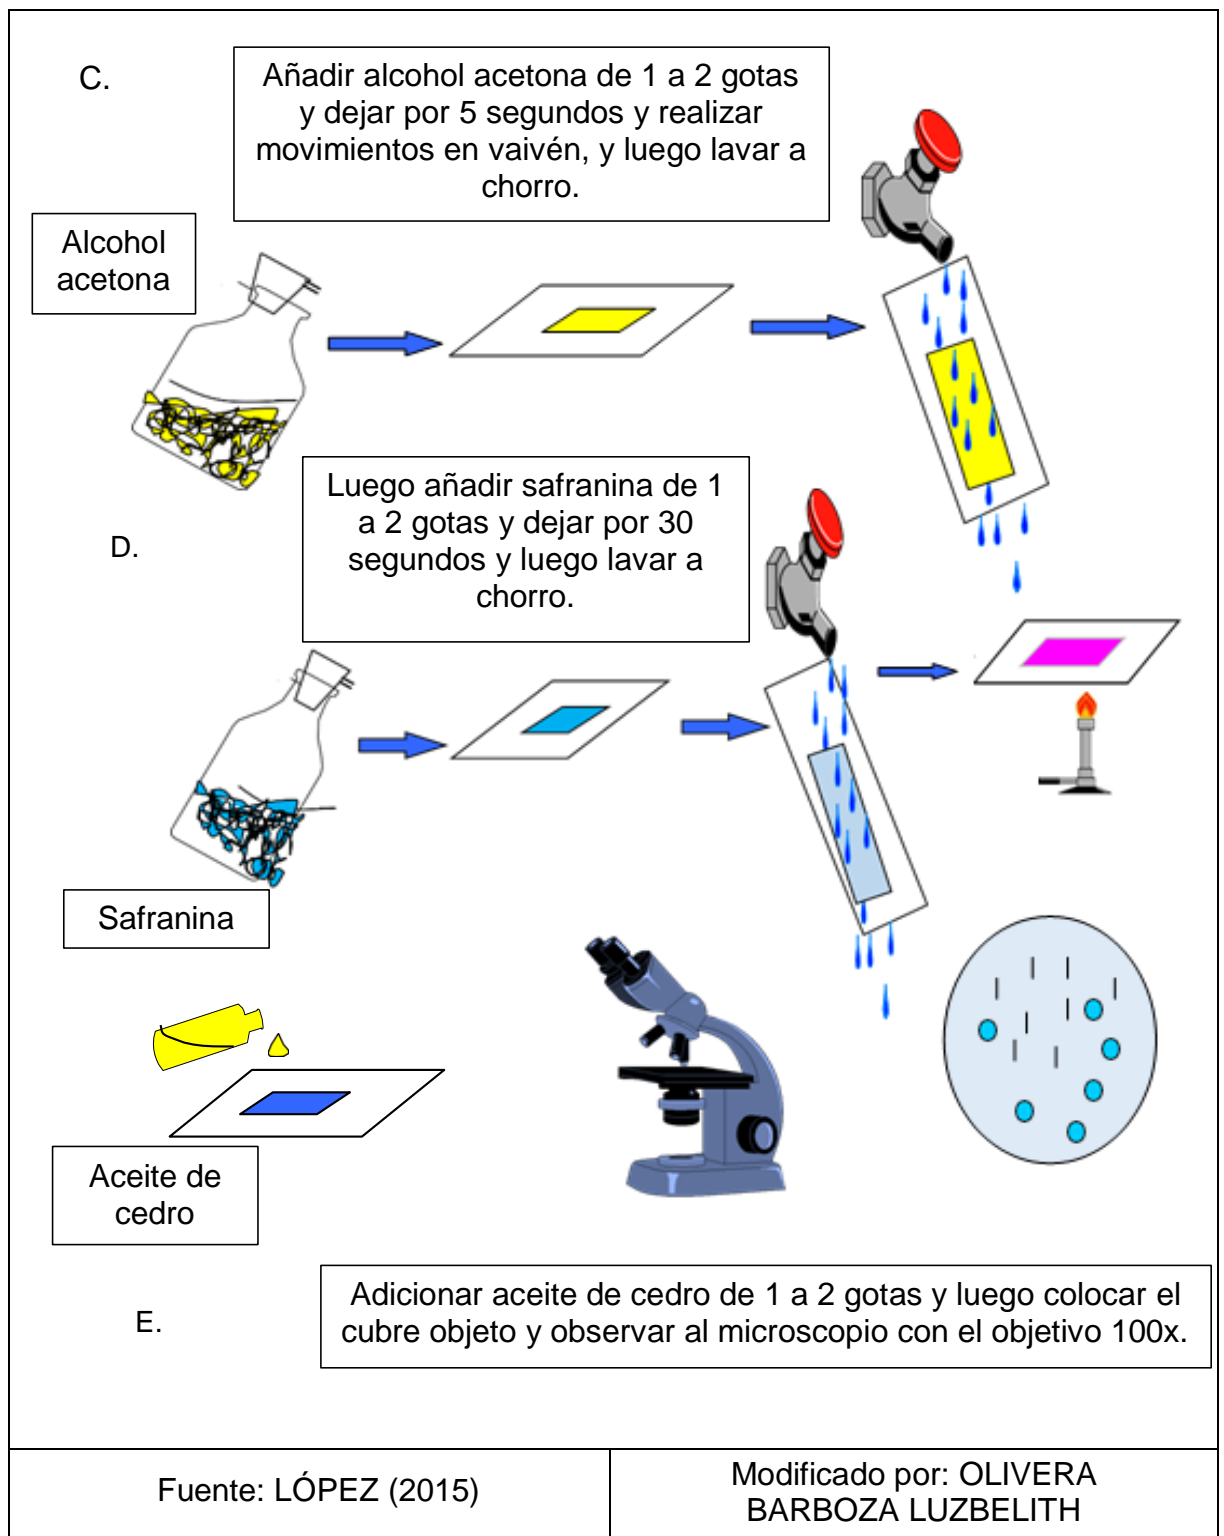 C.
Añadir alcohol acetona de 1 a 2 gotas
y dejar por 5 segundos y realizar
movimientos en vaivén, y luego lavar a
chorro.
Alcohol
acetona
Luego añadir safranina de 1
a 2 gotas y dejar por 30
segundos y luego lavar a
chorro.
D.
Safranina
Aceite de
cedro
E.
Adicionar aceite de cedro de 1 a 2 gotas y luego colocar el
cubre objeto y observar al microscopio con el objetivo 100x.
Fuente: LÓPEZ (2015)
Modificado por: OLIVERA
BARBOZA LUZBELITH